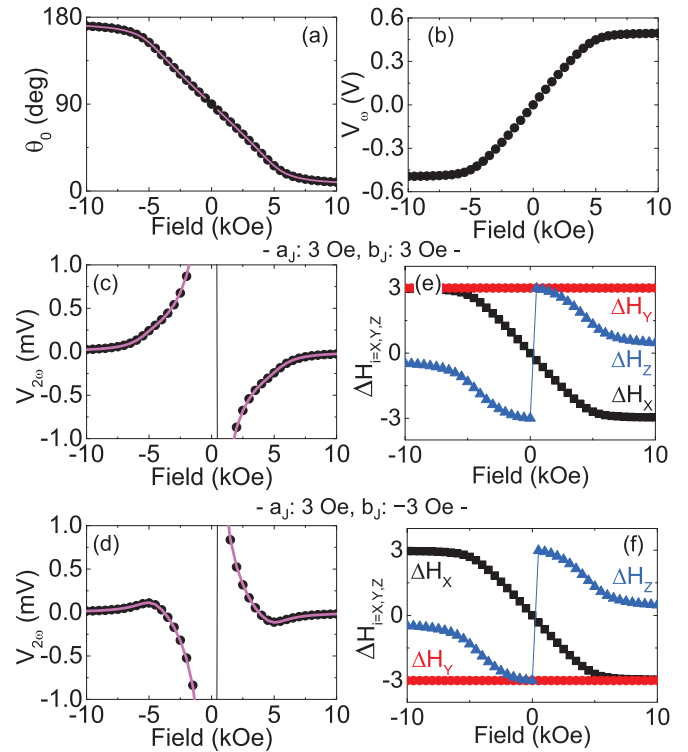 180
(a)
90
θ0 (deg)
0
-10 -5 0 5 10
Field (kOe)
0.6
(b)
0.3
0.0
Vω (V)
-0.3
-0.6
-10 -5 0 5 10
Field (kOe)
- aJ: 3 Oe, bJ: 3 Oe -
1.0
(c)
0.5
0.0
V2ω (mV)
-0.5
-1.0
-10 -5 0 5 10
Field (kOe)
(e)
3
ΔHY
0
ΔHi=X,Y,Z
ΔHZ
ΔHX
-3
-10 -5 0 5 10
Field (kOe)
- aJ: 3 Oe, bJ: −3 Oe -
1.0
(d)
0.5
0.0
V2ω (mV)
-0.5
-1.0
-10 -5 0 5 10
Field (kOe)
(f)
3
ΔHX
ΔHZ
0
ΔHi=X,Y,Z
ΔHY
-3
-10 -5 0 5 10
Field (kOe)